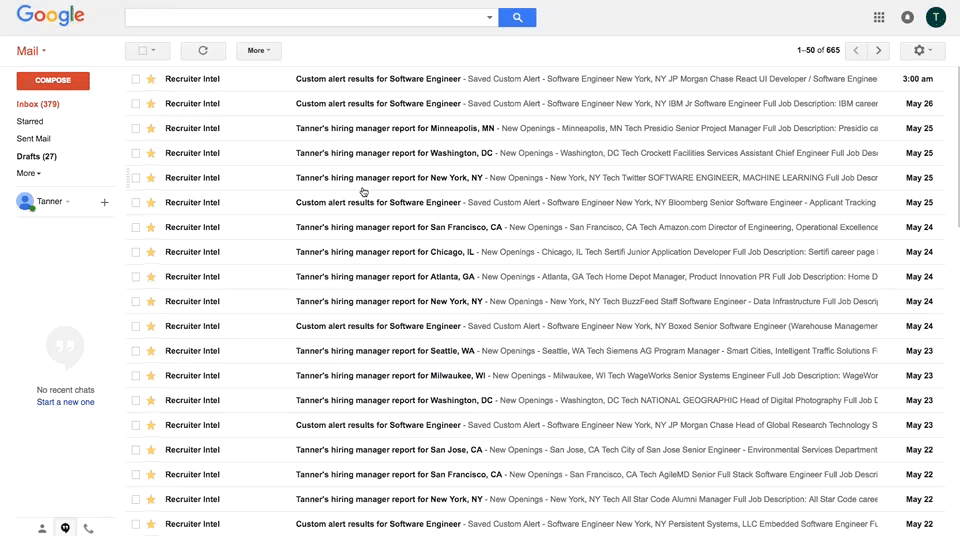 Google
T
Mail
More
1–50 of 665
COMPOSE
Inbox (379)
Starred
Sent Mail
Drafts (27)
More
Tanner
No recent chats
Start a new one
Recruiter Intel Custom alert results for Software Engineer - Saved Custom Alert - Software Engineer New York, NY JP Morgan Chase React UI Developer / Software Enginee 3:00 am
Recruiter Intel Custom alert results for Software Engineer - Saved Custom Alert - Software Engineer New York, NY IBM Jr Software Engineer Full Job Description: IBM career May 26
Recruiter Intel Tanner's hiring manager report for Minneapolis, MN - New Openings - Minneapolis, MN Tech Presidio Senior Project Manager Full Job Description: Presidio ca May 25
Recruiter Intel Tanner's hiring manager report for Washington, DC - New Openings - Washington, DC Tech Crockett Facilities Services Assistant Chief Engineer Full Job Des May 25
Recruiter Intel Tanner's hiring manager report for New York, NY - New Openings - New York, NY Tech Twitter SOFTWARE ENGINEER, MACHINE LEARNING Full Job Descr May 25
Recruiter Intel Custom alert results for Software Engineer - Saved Custom Alert - Software Engineer New York, NY Bloomberg Senior Software Engineer - Applicant Tracking May 25
Recruiter Intel Tanner's hiring manager report for San Francisco, CA - New Openings - San Francisco, CA Tech Amazon.com Director of Engineering, Operational Excellence May 24
Recruiter Intel Tanner's hiring manager report for Chicago, IL - New Openings - Chicago, IL Tech Sertifi Junior Application Developer Full Job Description: Sertifi career page May 24
Recruiter Intel Tanner's hiring manager report for Atlanta, GA - New Openings - Atlanta, GA Tech Home Depot Manager, Product Innovation PR Full Job Description: Home D May 24
Recruiter Intel Tanner's hiring manager report for New York, NY - New Openings - New York, NY Tech BuzzFeed Staff Software Engineer - Data Infrastructure Full Job Descri May 24
Recruiter Intel Custom alert results for Software Engineer - Saved Custom Alert - Software Engineer New York, NY Boxed Senior Software Engineer (Warehouse Managemer May 24
Recruiter Intel Tanner's hiring manager report for Seattle, WA - New Openings - Seattle, WA Tech Siemens AG Program Manager - Smart Cities, Intelligent Traffic Solutions F May 23
Recruiter Intel Tanner's hiring manager report for Milwaukee, WI - New Openings - Milwaukee, WI Tech WageWorks Senior Systems Engineer Full Job Description: WageWor May 23
Recruiter Intel Tanner's hiring manager report for Washington, DC - New Openings - Washington, DC Tech NATIONAL GEOGRAPHIC Head of Digital Photography Full Job D May 23
Recruiter Intel Custom alert results for Software Engineer - Saved Custom Alert - Software Engineer New York, NY JP Morgan Chase Head of Global Research Technology S May 23
Recruiter Intel Tanner's hiring manager report for San Jose, CA - New Openings - San Jose, CA Tech City of San Jose Senior Engineer - Environmental Services Department May 22
Recruiter Intel Tanner's hiring manager report for San Francisco, CA - New Openings - San Francisco, CA Tech AgileMD Senior Full Stack Software Engineer Full Job Descri May 22
Recruiter Intel Tanner's hiring manager report for New York, NY - New Openings - New York, NY Tech All Star Code Alumni Manager Full Job Description: All Star Code caree May 22
Recruiter Intel Custom alert results for Software Engineer - Saved Custom Alert - Software Engineer New York, NY Persistent Systems, LLC Embedded Software Engineer Fu May 22